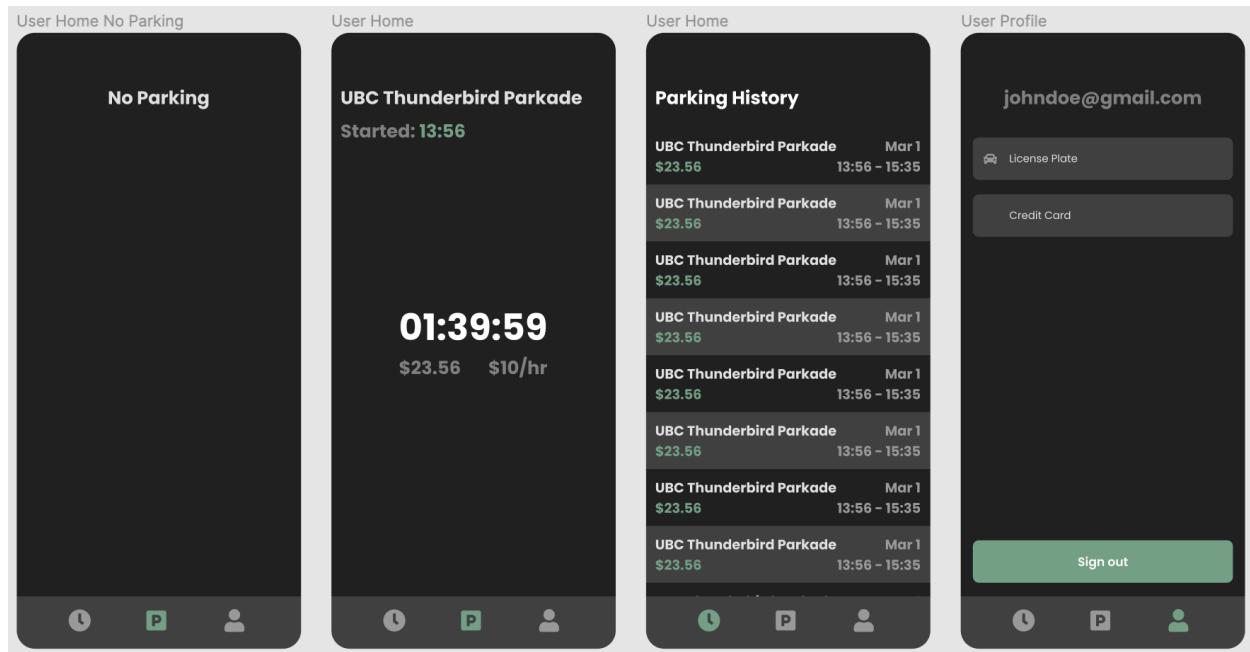 User Home No Parking
No Parking
P
User Home
UBC Thunderbird Parkade
Started: 13:56
01:39:59
$23.56 $10/hr
P
User Home
Parking History
UBC Thunderbird Parkade Mar 1
$23.56 13:56 - 15:35
UBC Thunderbird Parkade Mar 1
$23.56 13:56 - 15:35
UBC Thunderbird Parkade Mar 1
$23.56 13:56 - 15:35
UBC Thunderbird Parkade Mar 1
$23.56 13:56 - 15:35
UBC Thunderbird Parkade Mar 1
$23.56 13:56 - 15:35
UBC Thunderbird Parkade Mar 1
$23.56 13:56 - 15:35
UBC Thunderbird Parkade Mar 1
$23.56 13:56 - 15:35
UBC Thunderbird Parkade Mar 1
$23.56 13:56 - 15:35
P
User Profile
johndoe@gmail.com
License Plate
Credit Card
Sign out
P